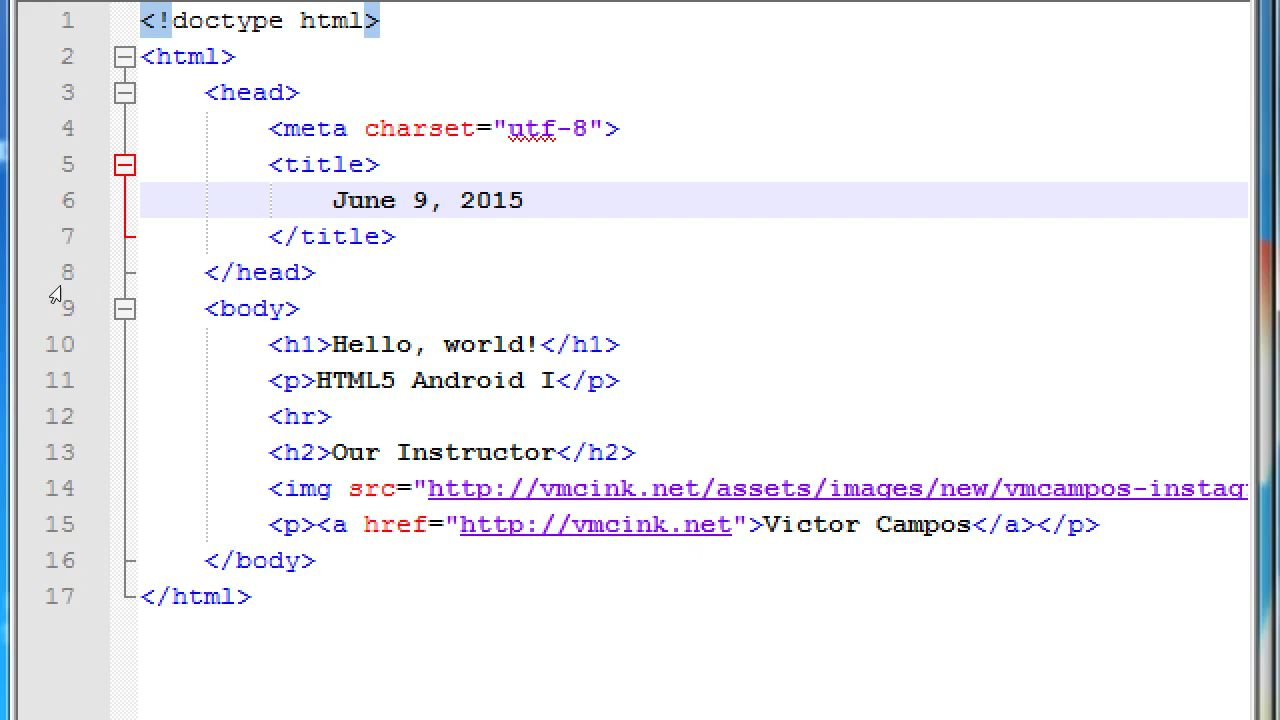 1 <!doctype html>
2 <html>
3 <head>
4 <meta charset="utf-8">
5 <title>
6 June 9, 2015
7 </title>
8 </head>
9 <body>
10 <h1>Hello, world!</h1>
11 <p>HTML5 Android I</p>
12 <hr>
13 <h2>Our Instructor</h2>
14 <img src="http://vmcink.net/assets/images/new/vmcampos-instag
15 <p><a href="http://vmcink.net">Victor Campos</a></p>
16 </body>
17 </html>